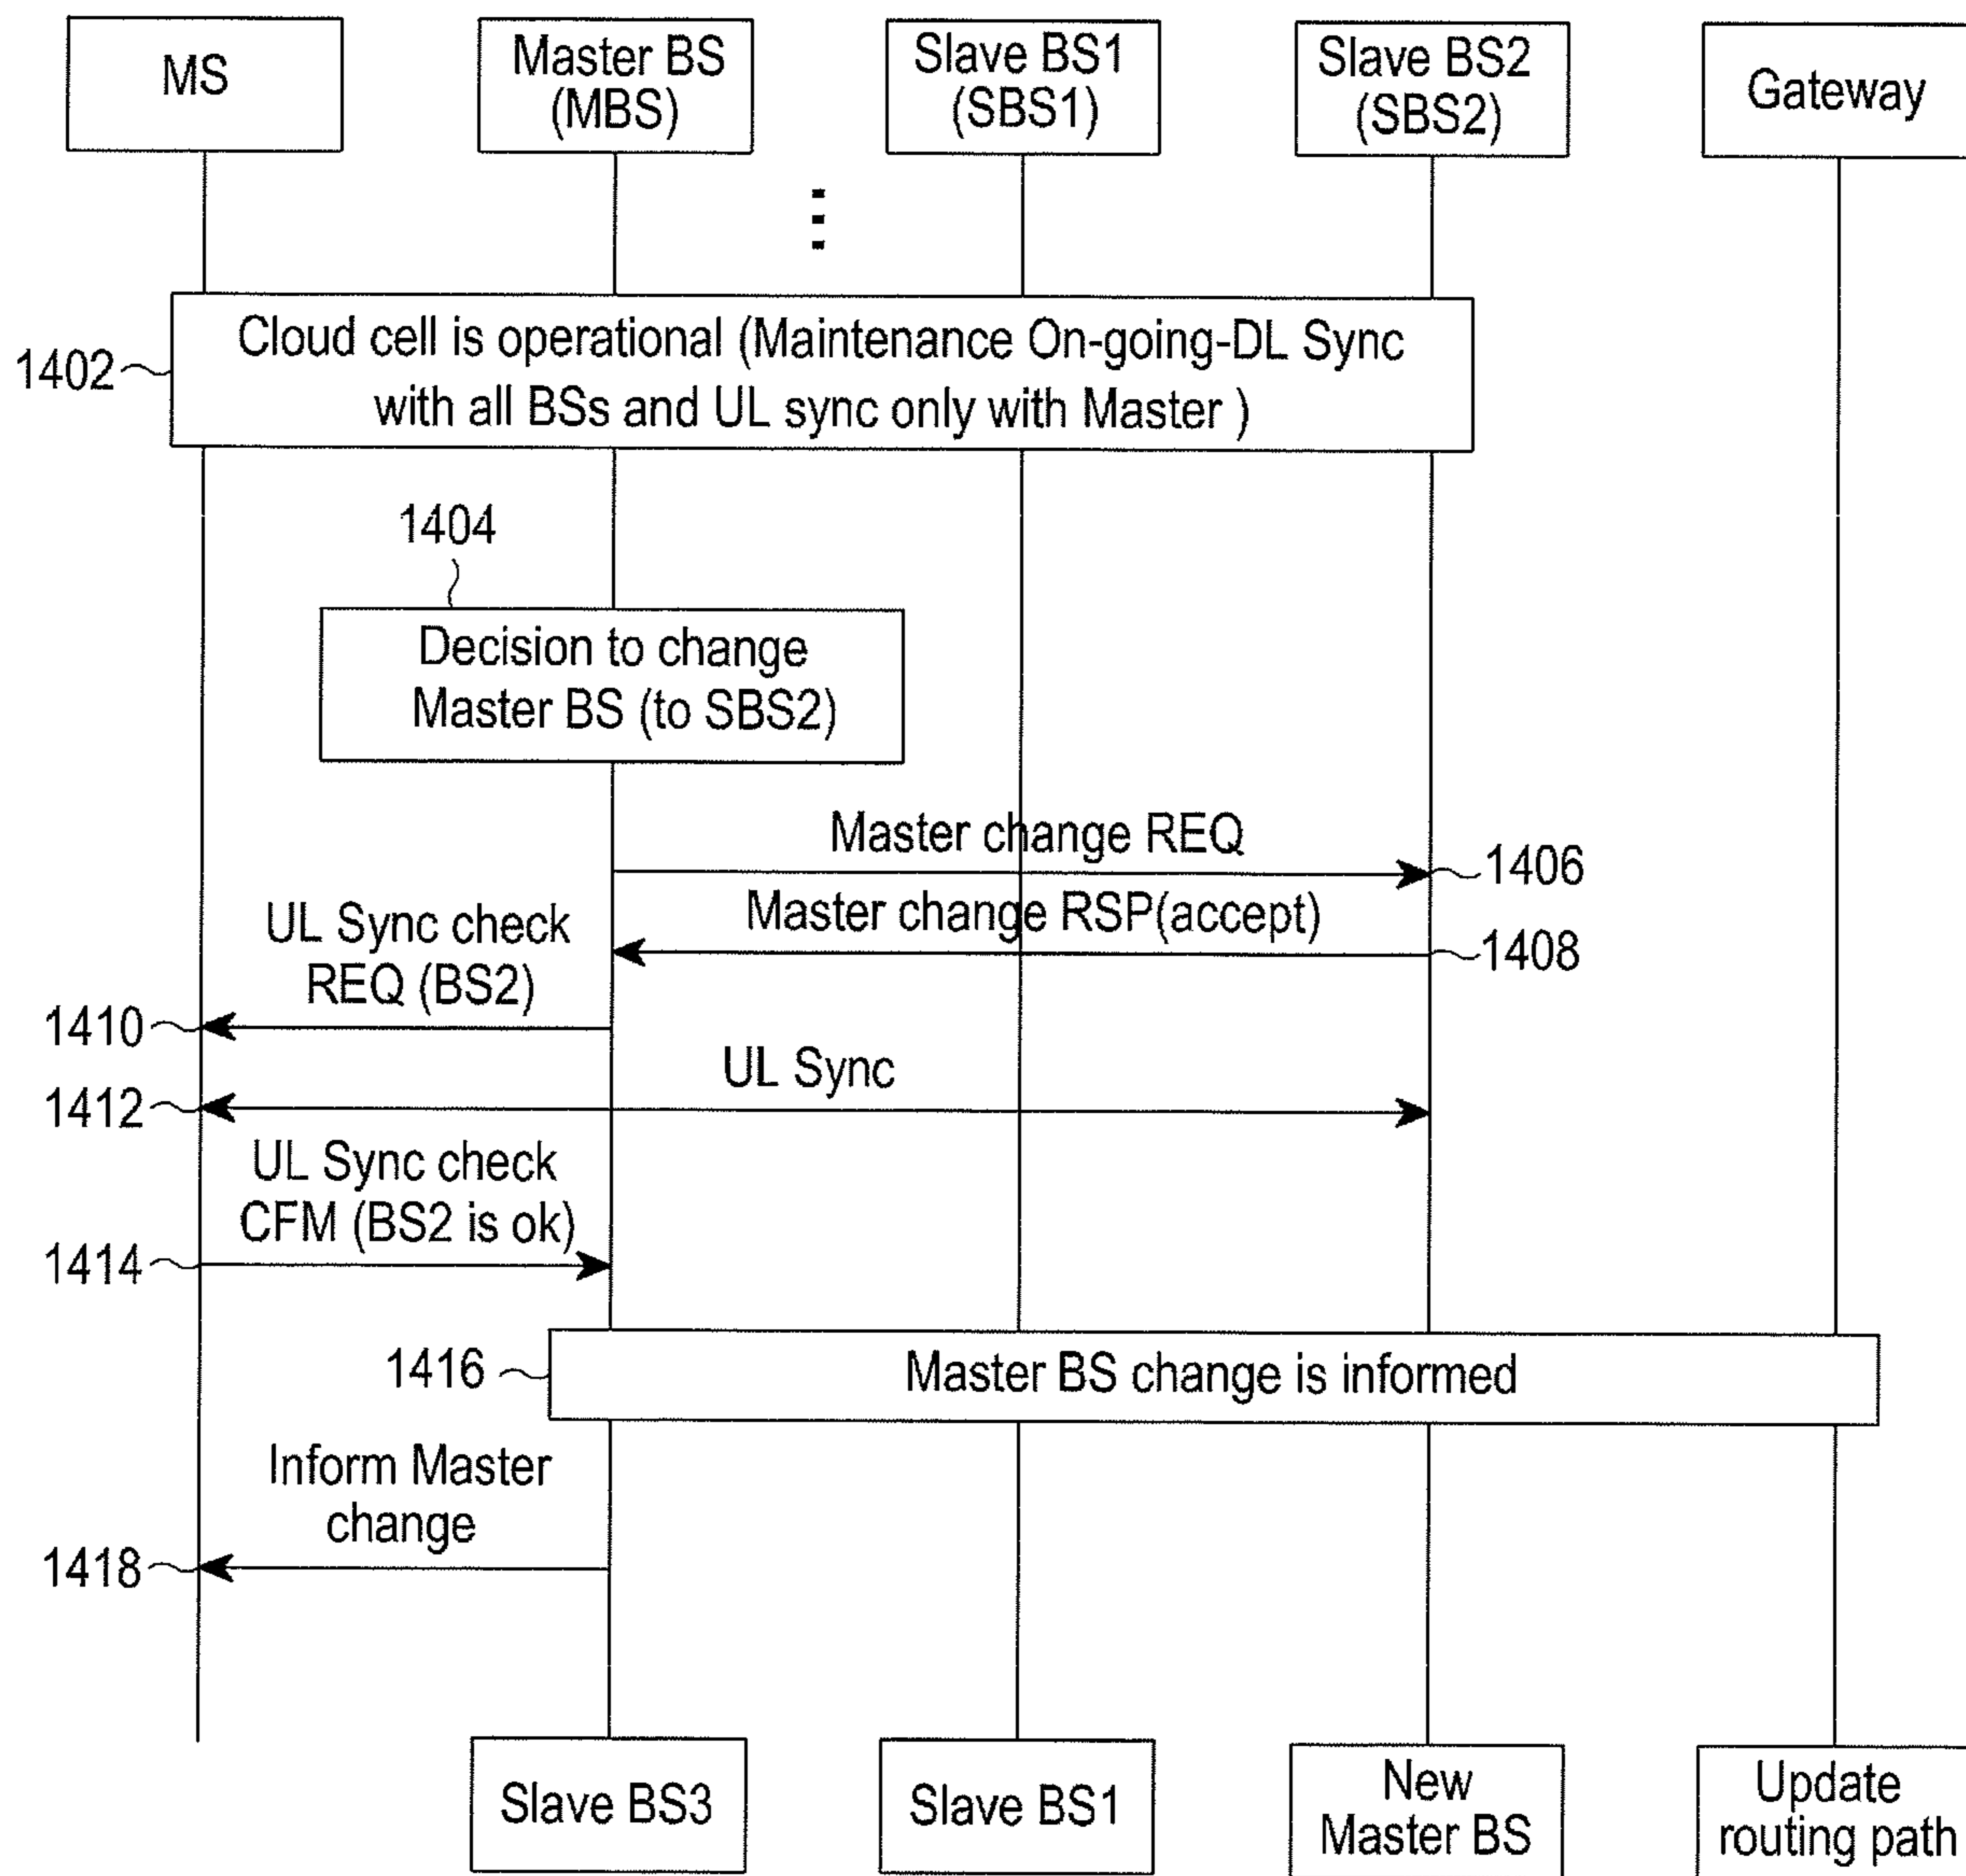 MS
Master BS
(MBS)
Slave BS1
(SBS1)
Slave BS2
(SBS2)
Gateway
1402
Cloud cell is operational (Maintenance On-going-DL Sync
with all BSs and UL sync only with Master )
1404
Decision to change
Master BS (to SBS2)
Master change REQ
1406
Master change RSP(accept)
1408
UL Sync check
REQ (BS2)
1410
UL Sync
1412
UL Sync check
CFM (BS2 is ok)
1414
1416
Master BS change is informed
Inform Master
change
1418
Slave BS3
Slave BS1
New
Master BS
Update
routing path